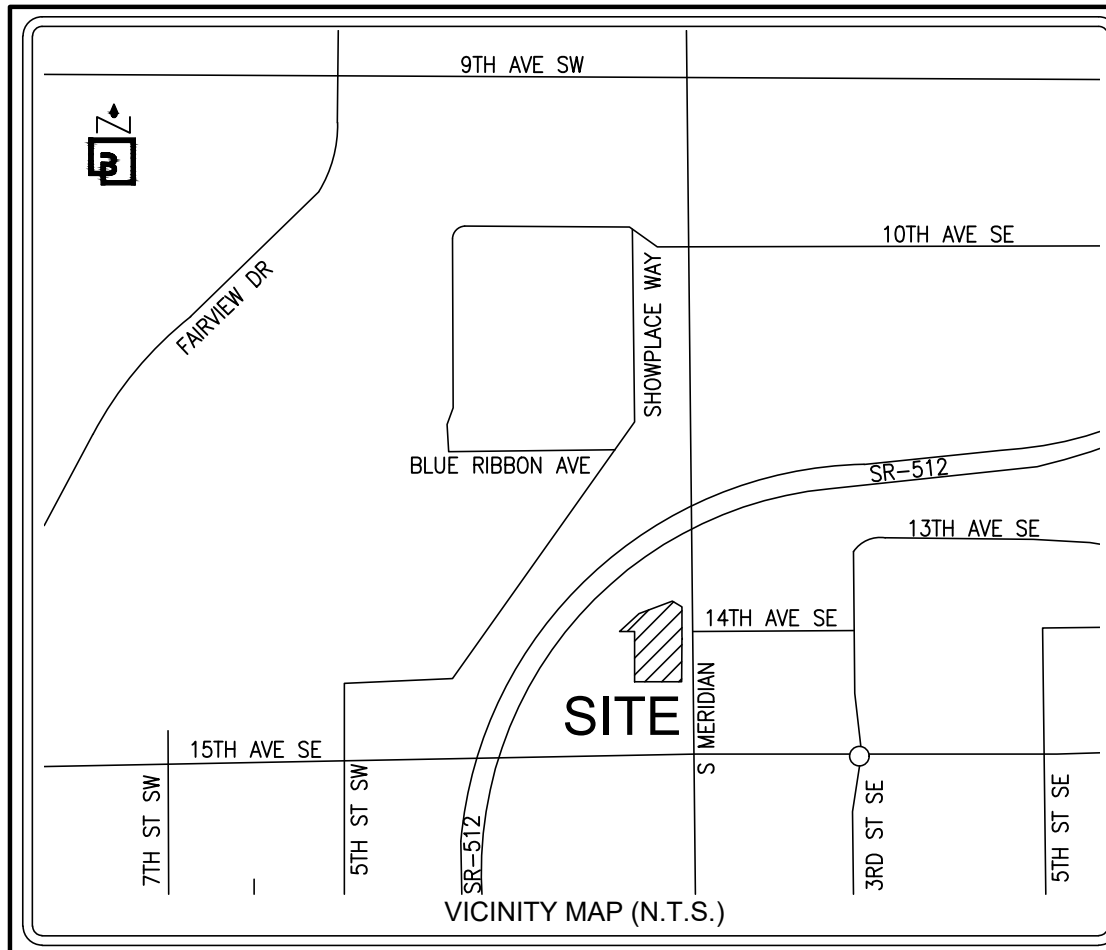 9TH AVE SW
Z
B
10TH AVE SE
FAIRVIEW DR
SHOWPLACE WAY
BLUE RIBBON AVE
SR-512
13TH AVE SE
14TH AVE SE
SITE
S MERIDIAN
15TH AVE SE
7TH ST SW
5TH ST SW
SR-512
3RD ST SE
5TH ST SE
VICINITY MAP (N.T.S.)